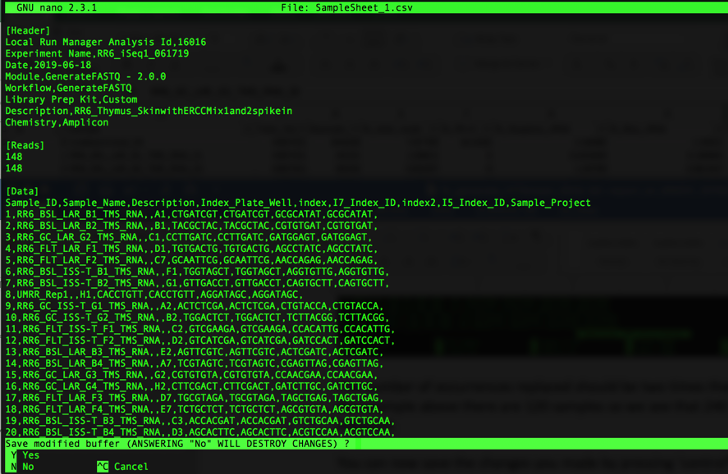 GNU nano 2.3.1 File: SampleSheet_1.csv
[Header]
Local Run Manager Analysis Id,16016
Experiment Name,RR6_iSeq1_061719
Date,2019-06-18
Module,GenerateFASTQ - 2.0.0
Workflow,GenerateFASTQ
Library Prep Kit,Custom
Description,RR6_Thymus_SkinwithERCCMix1and2spikein
Chemistry,Amplicon
[Reads]
148
148
[Data]
Sample_ID,Sample_Name,Description,Index_Plate_Well,index,I7_Index_ID,index2,I5_Index_ID,Sample_Project
1,RR6_BSL_LAR_B1_TMS_RNA,,A1,CTGATCGT,CTGATCGT,GCGCATAT,GCGCATAT,
2,RR6_BSL_LAR_B2_TMS_RNA,,B1,TACGCTAC,TACGCTAC,CGTGTGAT,CGTGTGAT,
3,RR6_GC_LAR_G2_TMS_RNA,,C1,CCTTGATC,CCTTGATC,GATGGAGT,GATGGAGT,
4,RR6_FLT_LAR_F1_TMS_RNA,,D1,TGTGACTG,TGTGACTG,AGCCTATC,AGCCTATC,
5,RR6_FLT_LAR_F2_TMS_RNA,,C7,GCAATTCG,GCAATTCG,AACCAGAG,AACCAGAG,
6,RR6_BSL_ISS-T_B1_TMS_RNA,,F1,TGGTAGCT,TGGTAGCT,AGGTGTTG,AGGTGTTG,
7,RR6_BSL_ISS-T_B2_TMS_RNA,,G1,GTTGACCT,GTTGACCT,CAGTGCTT,CAGTGCTT,
8,UMRR_Rep1,,H1,CACCTGTT,CACCTGTT,AGGATAGC,AGGATAGC,
9,RR6_GC_ISS-T_G1_TMS_RNA,,A2,ACTCTCGA,ACTCTCGA,CTGTACCA,CTGTACCA,
10,RR6_GC_ISS-T_G2_TMS_RNA,,B2,TGGACTCT,TGGACTCT,TCTTACGG,TCTTACGG,
11,RR6_FLT_ISS-T_F1_TMS_RNA,,C2,GTCGAAGA,GTCGAAGA,CCACATTG,CCACATTG,
12,RR6_FLT_ISS-T_F2_TMS_RNA,,D2,GTCATCGA,GTCATCGA,GATCCACT,GATCCACT,
13,RR6_BSL_LAR_B3_TMS_RNA,,E2,AGTTCGTC,AGTTCGTC,ACTCGATC,ACTCGATC,
14,RR6_BSL_LAR_B4_TMS_RNA,,A7,TCGTAGTC,TCGTAGTC,CGAGTTAG,CGAGTTAG,
15,RR6_GC_LAR_G3_TMS_RNA,,G2,CGTGTGTA,CGTGTGTA,CCAACGAA,CCAACGAA,
16,RR6_GC_LAR_G4_TMS_RNA,,H2,CTTCGACT,CTTCGACT,GATCTTGC,GATCTTGC,
17,RR6_FLT_LAR_F3_TMS_RNA,,D7,TGCGTAGA,TGCGTAGA,TAGCTGAG,TAGCTGAG,
18,RR6_FLT_LAR_F4_TMS_RNA,,E7,TCTGCTCT,TCTGCTCT,AGCGTGTA,AGCGTGTA,
19,RR6_BSL_ISS-T_B3_TMS_RNA,,C3,ACCACGAT,ACCACGAT,GTCTGCAA,GTCTGCAA,
20,RR6_BSL_ISS-T_B4_TMS_RNA,,D3,AGCACTTC,AGCACTTC,ACGTCCAA,ACGTCCAA,
Save modified buffer (ANSWERING "No" WILL DESTROY CHANGES) ?
Y Yes
N No ^C Cancel